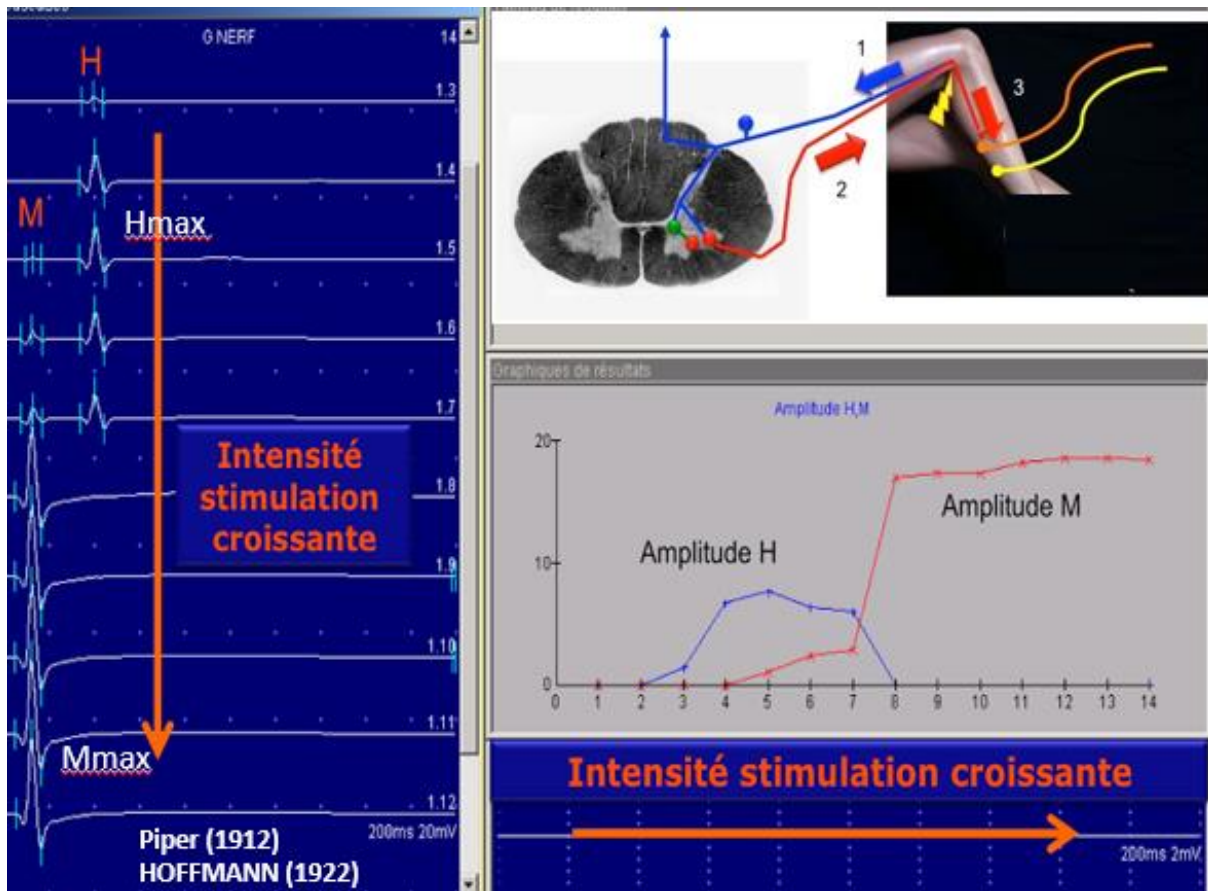 G NERF
14
H
1.3
1.4
M
Hmax
1.5
1.6
1.7
Intensité
stimulation
croissante
1.8
1.9
1.10
1.11
Mmax
1.12
200ms 20mV
Piper (1912)
HOFFMANN (1922)
1
2
3
Graphiques de résultats
Amplitude H,M
20
10
0
Amplitude H
Amplitude M
0 1 2 3 4 5 6 7 8 9 10 11 12 13 14
Intensité stimulation croissante
200ms 2mV